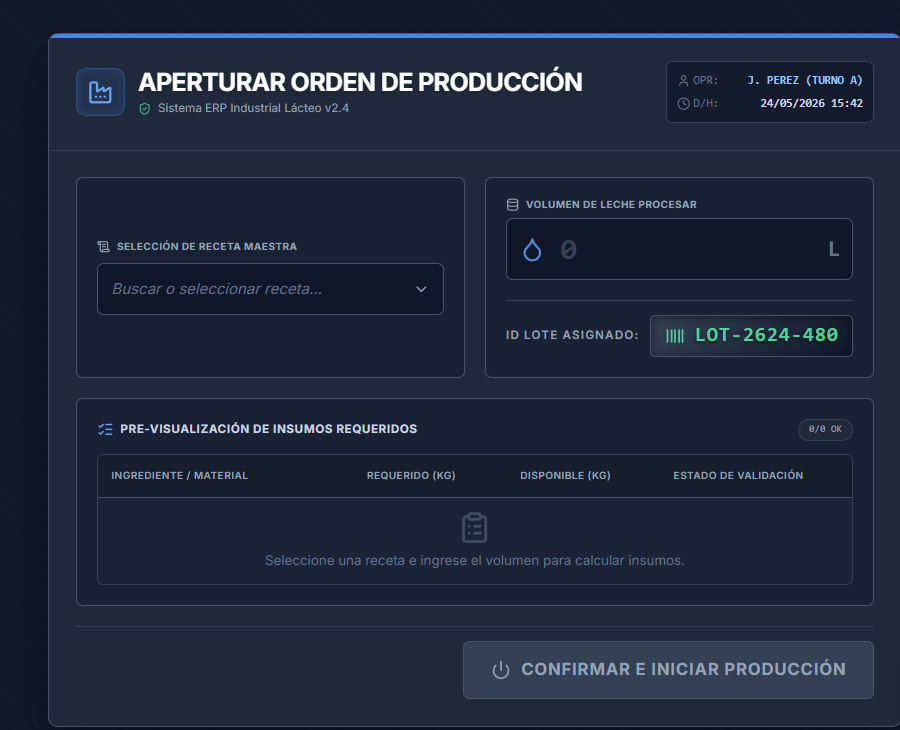 APERTURAR ORDEN DE PRODUCCIÓN
Sistema ERP Industrial Lácteo v2.4
OPR: J. PEREZ (TURNO A)
D/H: 24/05/2026 15:42
SELECCIÓN DE RECETA MAESTRA
Buscar o seleccionar receta...
VOLUMEN DE LECHE PROCESAR
0 L
ID LOTE ASIGNADO: LOT-2624-480
PRE-VISUALIZACIÓN DE INSUMOS REQUERIDOS 0/0 OK
INGREDIENTE / MATERIAL REQUERIDO (KG) DISPONIBLE (KG) ESTADO DE VALIDACIÓN
Seleccione una receta e ingrese el volumen para calcular insumos.
CONFIRMAR E INICIAR PRODUCCIÓN